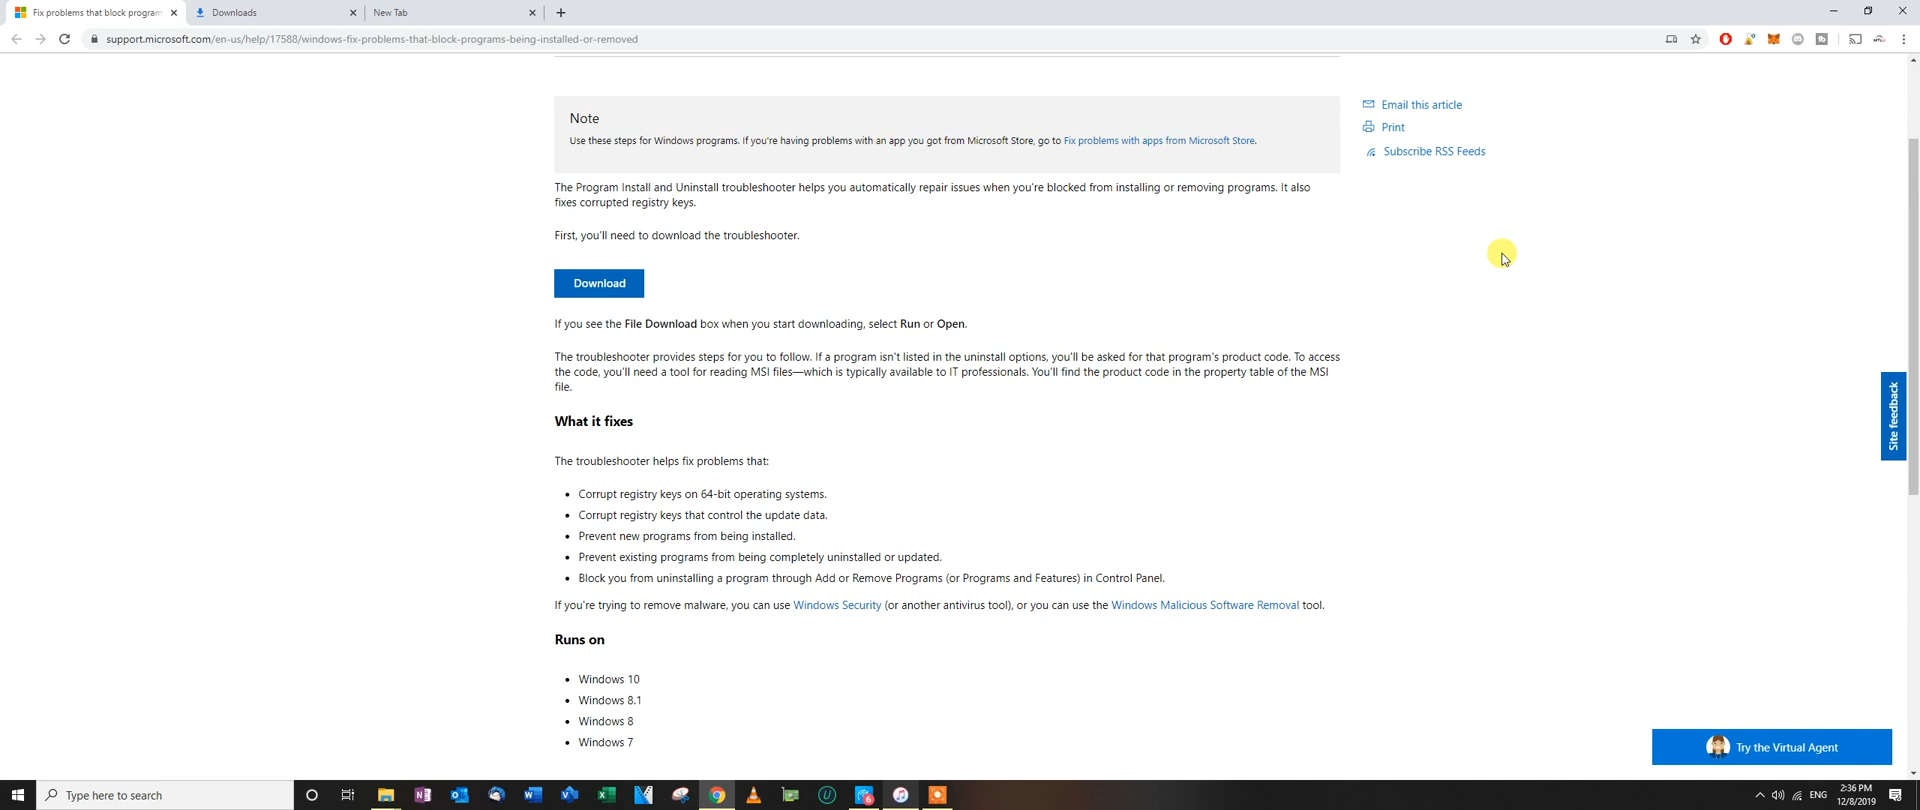 Fix problems that block program
Downloads
New Tab
support.microsoft.com/en-us/help/17588/windows-fix-problems-that-block-programs-being-installed-or-removed
Note
Use these steps for Windows programs. If you're having problems with an app you got from Microsoft Store, go to Fix problems with apps from Microsoft Store.
Email this article
Print
Subscribe RSS Feeds
The Program Install and Uninstall troubleshooter helps you automatically repair issues when you're blocked from installing or removing programs. It also
fixes corrupted registry keys.
First, you'll need to download the troubleshooter.
Download
If you see the File Download box when you start downloading, select Run or Open.
The troubleshooter provides steps for you to follow. If a program isn't listed in the uninstall options, you'll be asked for that program's product code. To access
the code, you'll need a tool for reading MSI files—which is typically available to IT professionals. You'll find the product code in the property table of the MSI
file.
Site feedback
What it fixes
The troubleshooter helps fix problems that:
• Corrupt registry keys on 64-bit operating systems.
• Corrupt registry keys that control the update data.
• Prevent new programs from being installed.
• Prevent existing programs from being completely uninstalled or updated.
• Block you from uninstalling a program through Add or Remove Programs (or Programs and Features) in Control Panel.
If you're trying to remove malware, you can use Windows Security (or another antivirus tool), or you can use the Windows Malicious Software Removal tool.
Runs on
• Windows 10
• Windows 8.1
• Windows 8
• Windows 7
Try the Virtual Agent
Type here to search
ENG
2:36 PM
12/8/2019